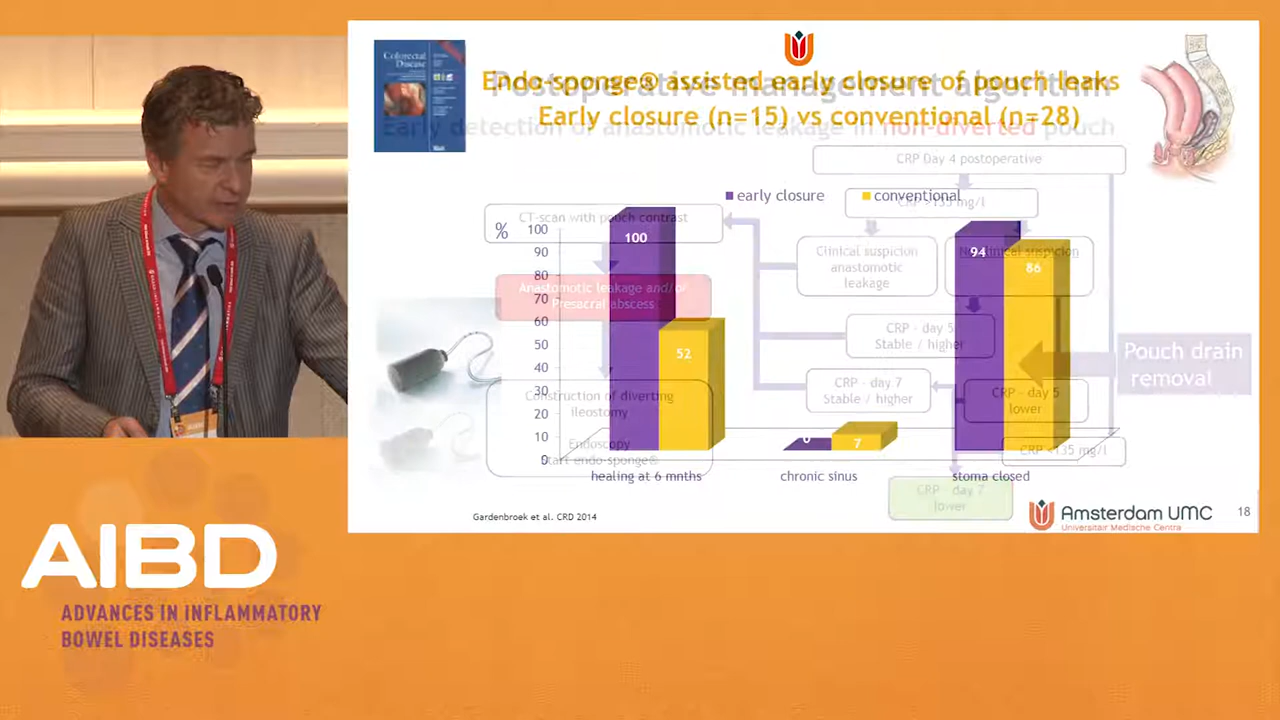 Colorectal
Disease
Endo-sponge® assisted early closure of pouch leaks
Postoperative management Algorithm
Early closure (n=15) vs conventional (n=28)
Early detection of anastomotic leakage in non-diverted pouch
CRP Day 4 postoperative
early closure
conventional
mg/l
CT-scan with pouch contrast
%
100
90
80
70
60
50
40
30
20
10
0
100
52
0
7
94
86
Clinical suspicion
anastomotic
leakage
clinical suspicion
Anastomotic leakage and/or
Presacral abscess
CRP - day 5
Stable / higher
Pouch drain
removal
CRP - day 7
Stable / higher
CRP - day 5
lower
Construction of diverting
ileostomy
Endoscopy
Start endo-sponge®
CRP <135 mg/l
healing at 6 mnths
chronic sinus
stoma closed
CRP - day 7
lower
Gardenbroek et al. CRD 2014
Amsterdam UMC
Universitair Medische Centra
18
AIBD
ADVANCES IN INFLAMMATORY
BOWEL DISEASES